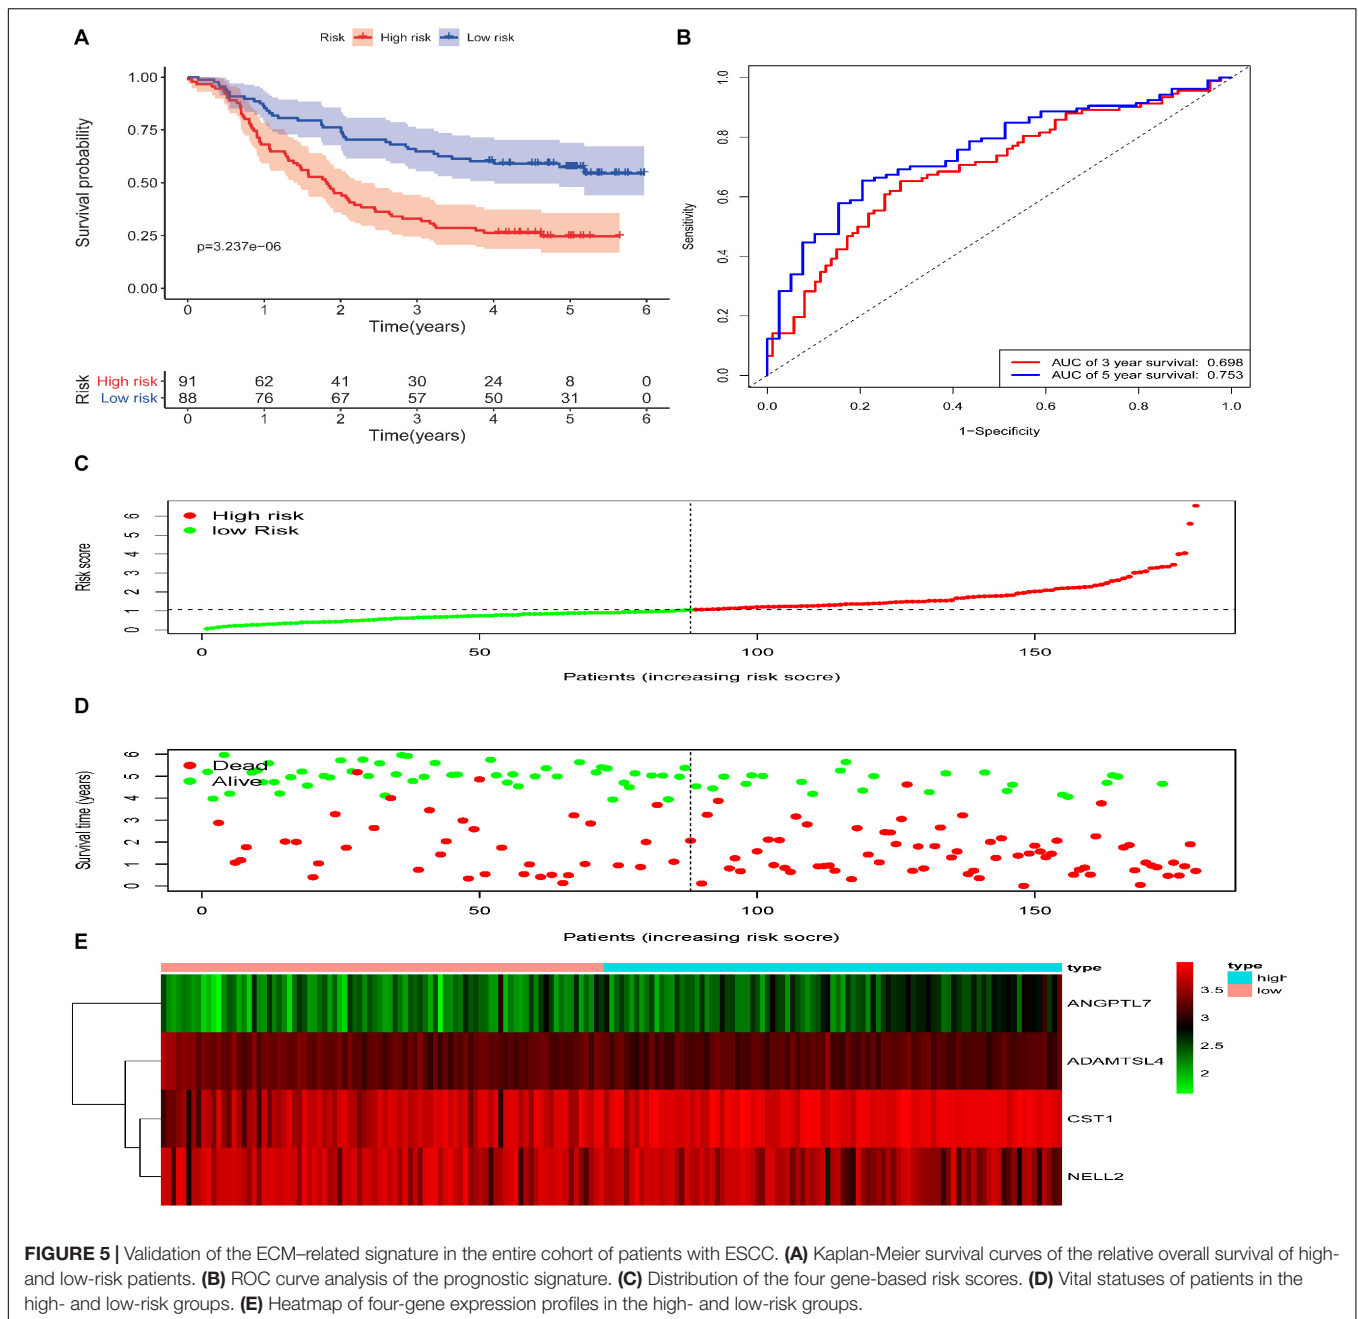 A
Risk High risk Low risk
Survival probability
1.00
0.75
0.50
0.25
0.00
p=3.237e−06
0 1 2 3 4 5 6
Time(years)
Risk
High risk 91 62 41 30 24 8 0
Low risk 88 76 67 57 50 31 0
0 1 2 3 4 5 6
Time(years)
B
Sensitivity
1.0
0.8
0.6
0.4
0.2
0.0
AUC of 3 year survival: 0.698
AUC of 5 year survival: 0.753
0.0 0.2 0.4 0.6 0.8 1.0
1−Specificity
C
Risk score
6
5
4
3
2
1
0
High risk
low Risk
0 50 100 150
Patients (increasing risk socre)
D
Survival time (years)
6
5
4
3
2
1
0
Dead
Alive
0 50 100 150
Patients (increasing risk socre)
E
type
ANGPTL7
ADAMTSL4
CST1
NELL2
3.5
3
2.5
2
type
high
low
FIGURE 5 | Validation of the ECM–related signature in the entire cohort of patients with ESCC. (A) Kaplan-Meier survival curves of the relative overall survival of high-
and low-risk patients. (B) ROC curve analysis of the prognostic signature. (C) Distribution of the four gene-based risk scores. (D) Vital statuses of patients in the
high- and low-risk groups. (E) Heatmap of four-gene expression profiles in the high- and low-risk groups.